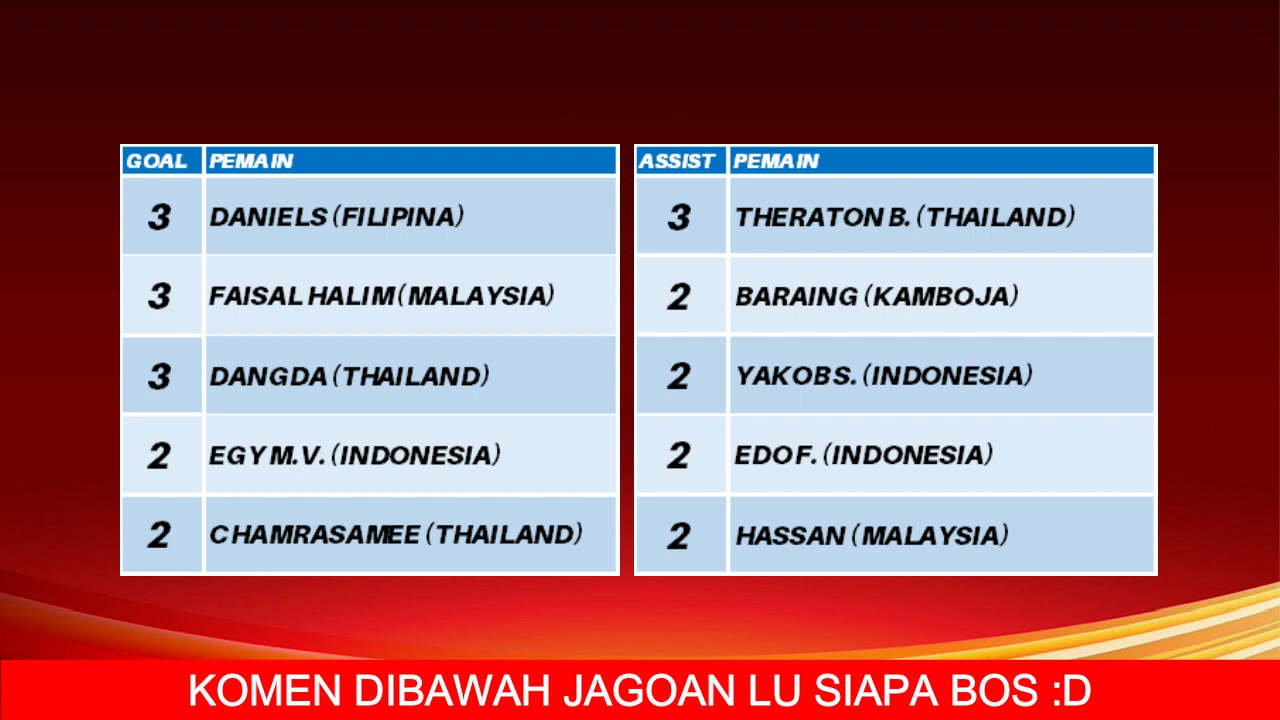 GOAL PEMAIN
3 DANIELS (FILIPINA)
3 FAISAL HALIM (MALAYSIA)
3 DANGDA (THAILAND)
2 EGY M.V. (INDONESIA)
2 CHAMRASAMEE (THAILAND)
ASSIST PEMAIN
3 THERATON B. (THAILAND)
2 BARAING (KAMBOJA)
2 YAKOB S. (INDONESIA)
2 EDO F. (INDONESIA)
2 HASSAN (MALAYSIA)
KOMEN DIBAWAH JAGOAN LU SIAPA BOS :D